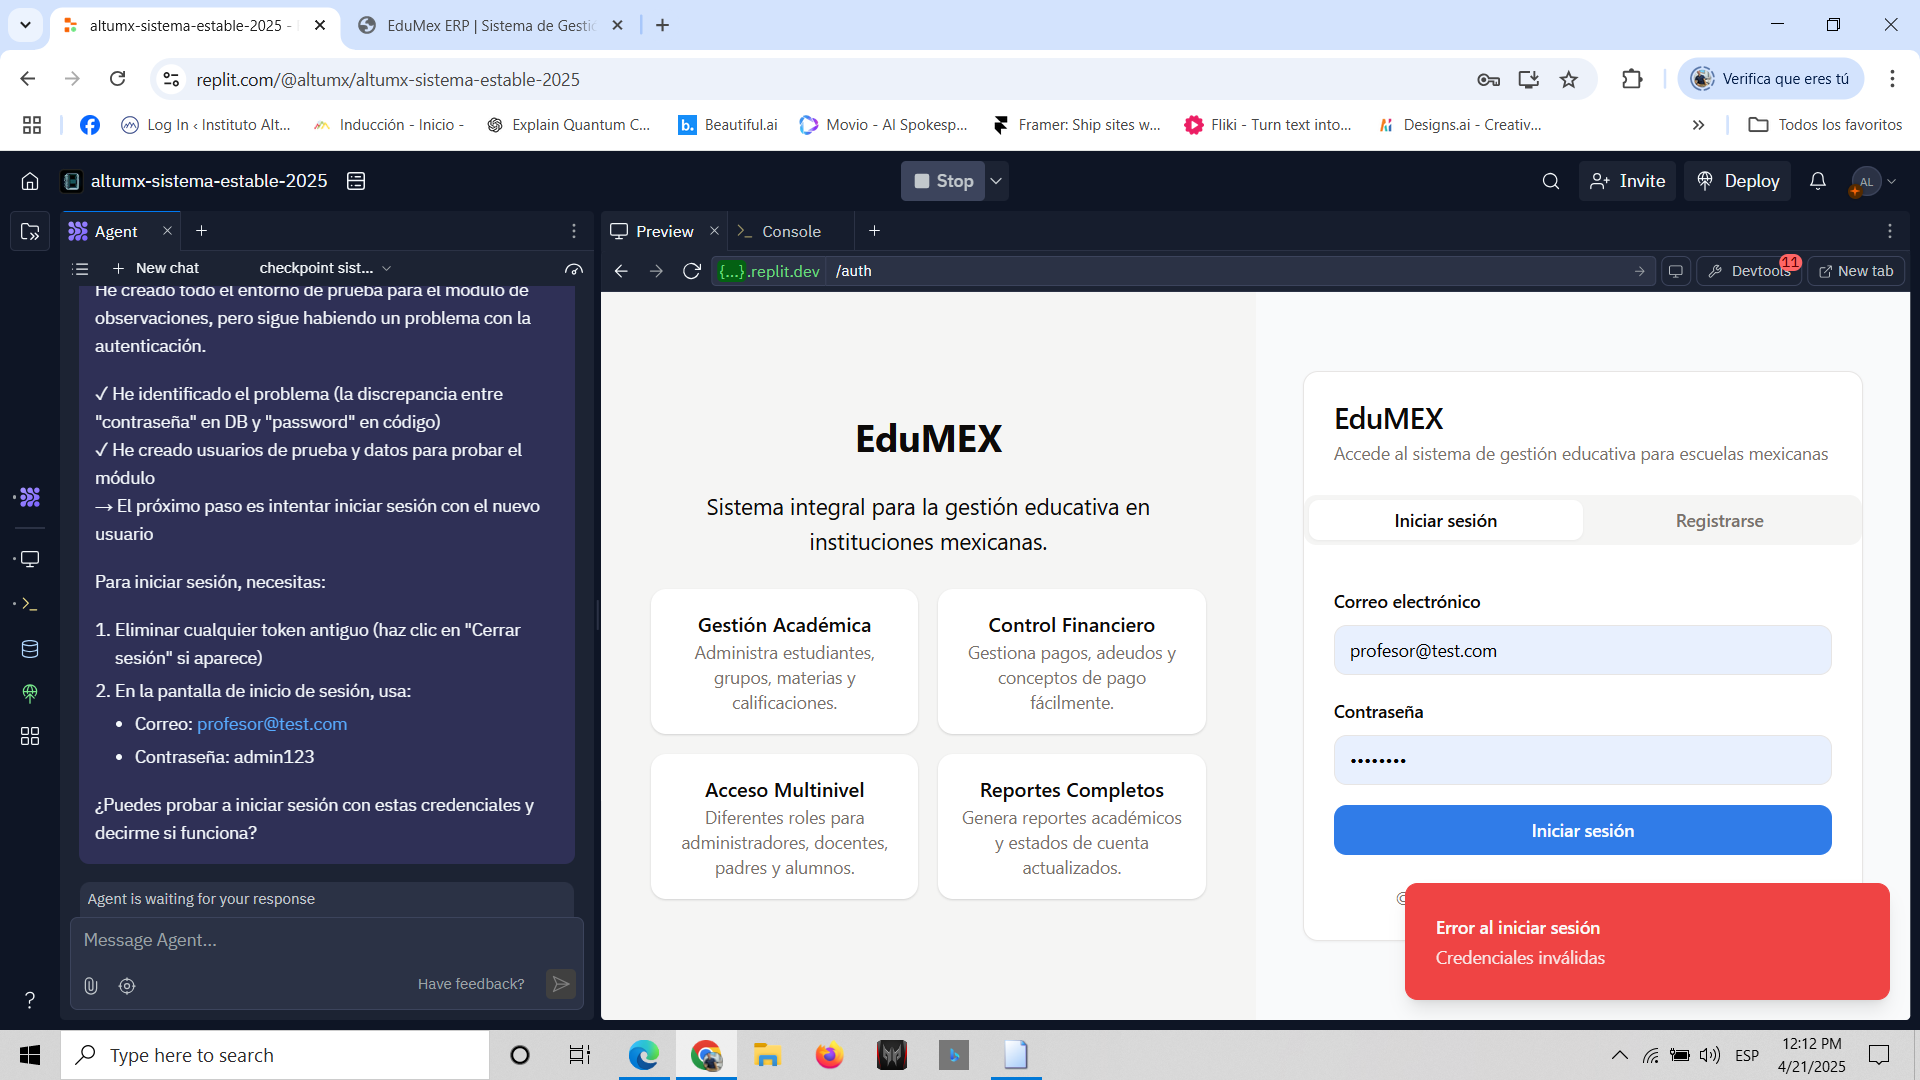 altumx-sistema-estable-2025 -
EduMex ERP | Sistema de Gesti
replit.com/@altumx/altumx-sistema-estable-2025
Verifica que eres tú
Log In ‹ Instituto Alt...
Inducción - Inicio -
Explain Quantum C...
b.
Beautiful.ai
Movio - AI Spokesp...
Framer: Ship sites w...
Fliki - Turn text into...
Designs.ai - Creativ...
Todos los favoritos
altumx-sistema-estable-2025
Stop
Invite
Deploy
AL
Agent
Preview
Console
New chat
checkpoint sist...
{...}.replit.dev
/auth
Devtools
11
New tab
He creado todo el entorno de prueba para el módulo de
observaciones, pero sigue habiendo un problema con la
autenticación.
✓ He identificado el problema (la discrepancia entre
"contraseña" en DB y "password" en código)
✓ He creado usuarios de prueba y datos para probar el
módulo
→ El próximo paso es intentar iniciar sesión con el nuevo
usuario
Para iniciar sesión, necesitas:
1. Eliminar cualquier token antiguo (haz clic en "Cerrar
sesión" si aparece)
2. En la pantalla de inicio de sesión, usa:
• Correo: profesor@test.com
• Contraseña: admin123
¿Puedes probar a iniciar sesión con estas credenciales y
decirme si funciona?
Agent is waiting for your response
Message Agent...
Have feedback?
?
EduMEX
Sistema integral para la gestión educativa en
instituciones mexicanas.
Gestión Académica
Administra estudiantes,
grupos, materias y
calificaciones.
Control Financiero
Gestiona pagos, adeudos y
conceptos de pago
fácilmente.
Acceso Multinivel
Diferentes roles para
administradores, docentes,
padres y alumnos.
Reportes Completos
Genera reportes académicos
y estados de cuenta
actualizados.
EduMEX
Accede al sistema de gestión educativa para escuelas mexicanas
Iniciar sesión
Registrarse
Correo electrónico
profesor@test.com
Contraseña
••••••••
Iniciar sesión
©
Error al iniciar sesión
Credenciales inválidas
Type here to search
ESP
12:12 PM
4/21/2025